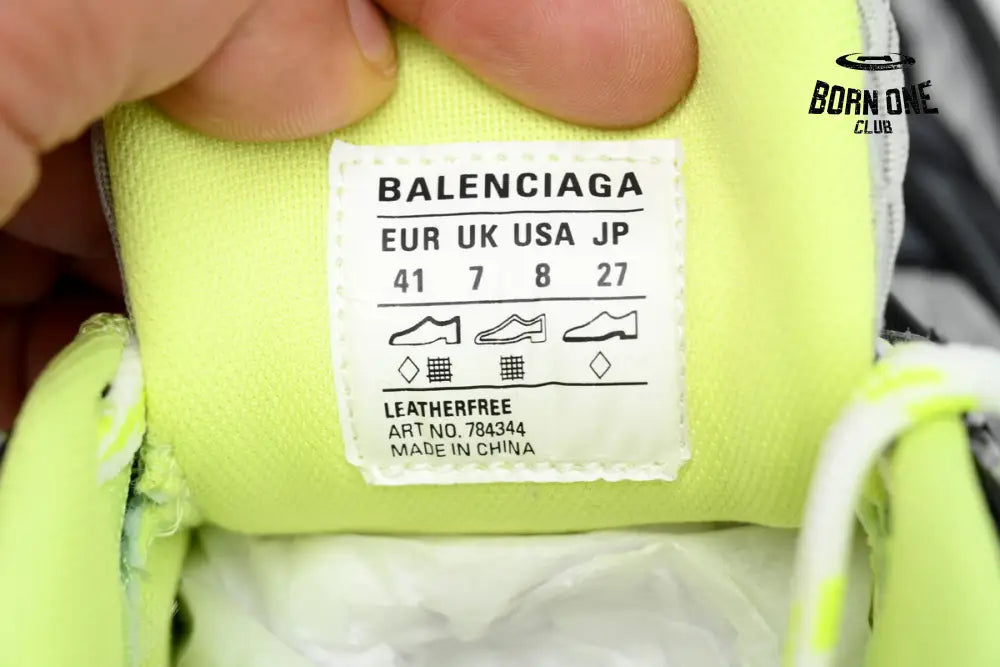 BORN ONE
CLUB
BALENCIAGA
EUR UK USA JP
41 7 8 27
LEATHERFREE
ART NO. 784344
MADE IN CHINA